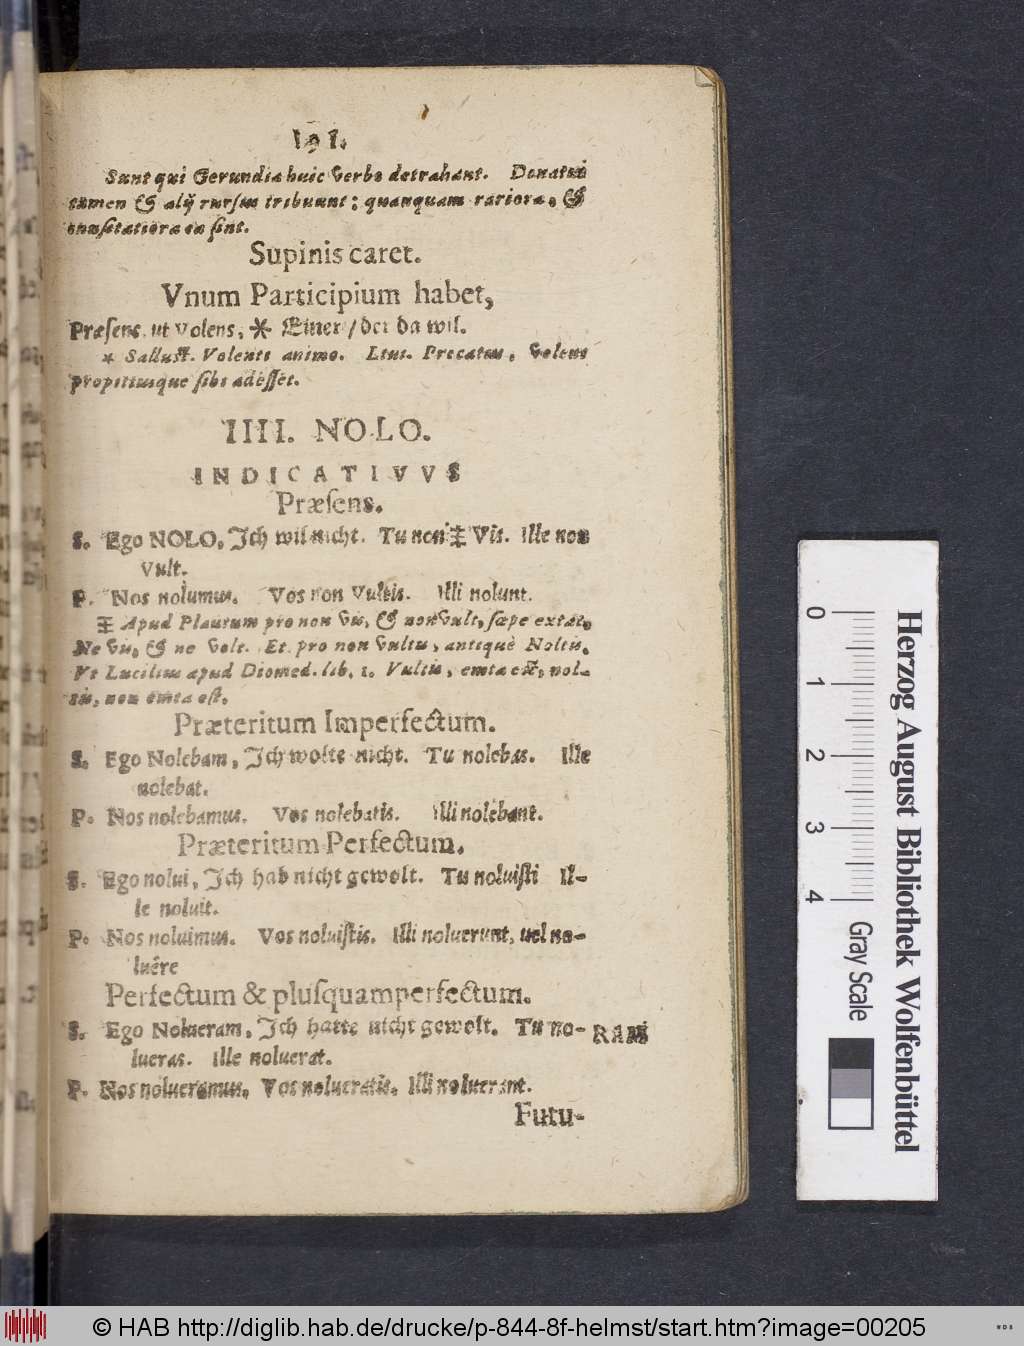 191.
Sunt qui Gerundia huic Verbo detrahant. Donatus
tamen & alÿ rursus tribuunt; quanquam rariora, &
inusitatiora ea sint.
Supinis caret.
Vnum Participium habet,
Præsens, ut Volens, * Einer / der da wil.
* Sallust. Volenti animo. Liui. Precatus, Volens
propitiusque sibi adesset.
IIII. NOLO.
INDICATIVVS
Præsens.
S. Ego NOLO, Ich wil nicht. Tu non ‡ Vis. Ille non
Vult.
P. Nos nolumus. Vos non Vultis. Illi nolunt.
‡ Apud Plautum pro non Vis, & non Vult, sæpe extat,
Ne Vis, & ne Volt. Et pro non Vultis, antiquè Noltis.
Vt Lucilius apud Diomed. lib. 1. Vultis, emta est, nol-
tis, non emta est.
Præteritum Imperfectum.
S. Ego Nolebam, Ich wolte nicht. Tu nolebas. Ille
nolebat.
P. Nos nolebamus. Vos nolebatis. Illi nolebant.
Præteritum Perfectum.
S. Ego nolui, Ich hab nicht gewolt. Tu noluisti Il-
le noluit.
P. Nos noluimus. Vos noluistis. Illi noluerunt, uel no-
luêre
Perfectum & plusquamperfectum.
S. Ego Nolueram, Ich hatte nicht gewolt. Tu no- RAM
lueras. Ille noluerat.
P. Nos nolueramus, Vos nolueratis, Illi noluerant.
Futu-
0 1 2 3 4 Gray Scale
Herzog August Bibliothek Wolfenbüttel
© HAB http://diglib.hab.de/drucke/p-844-8f-helmst/start.htm?image=00205